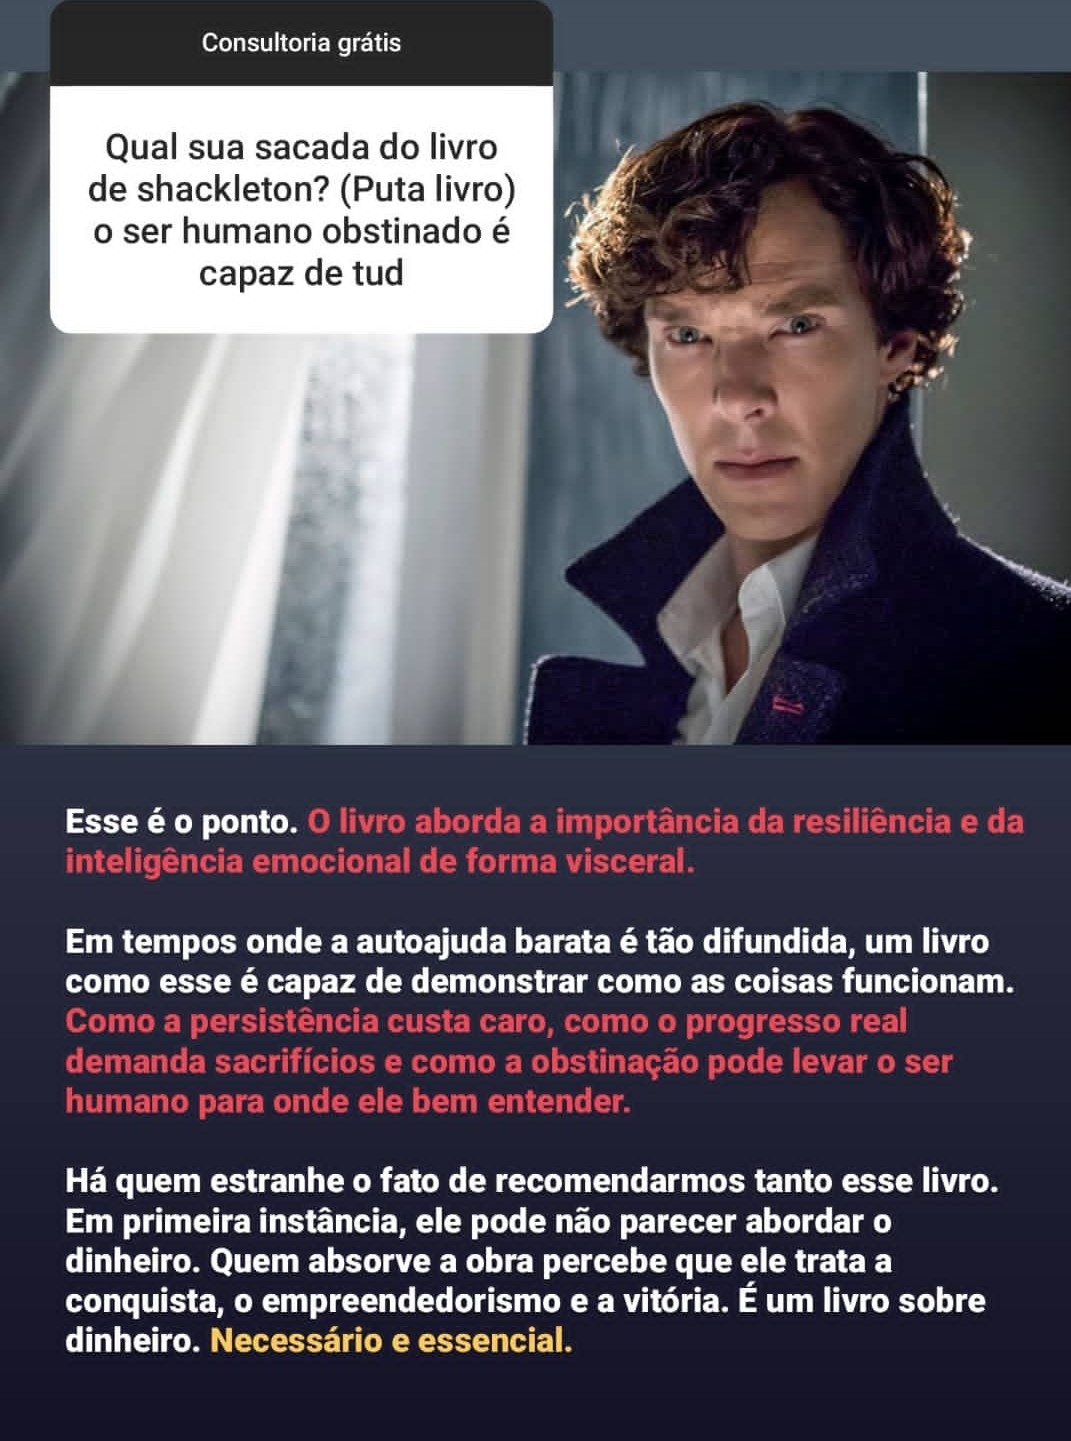 Consultoria grátis
Qual sua sacada do livro
de shackleton? (Puta livro)
o ser humano obstinado é
capaz de tud
Esse é o ponto. O livro aborda a importância da resiliência e da
inteligência emocional de forma visceral.
Em tempos onde a autoajuda barata é tão difundida, um livro
como esse é capaz de demonstrar como as coisas funcionam.
Como a persistência custa caro, como o progresso real
demanda sacrifícios e como a obstinação pode levar o ser
humano para onde ele bem entender.
Há quem estranhe o fato de recomendarmos tanto esse livro.
Em primeira instância, ele pode não parecer abordar o
dinheiro. Quem absorve a obra percebe que ele trata a
conquista, o empreendedorismo e a vitória. É um livro sobre
dinheiro. Necessário e essencial.